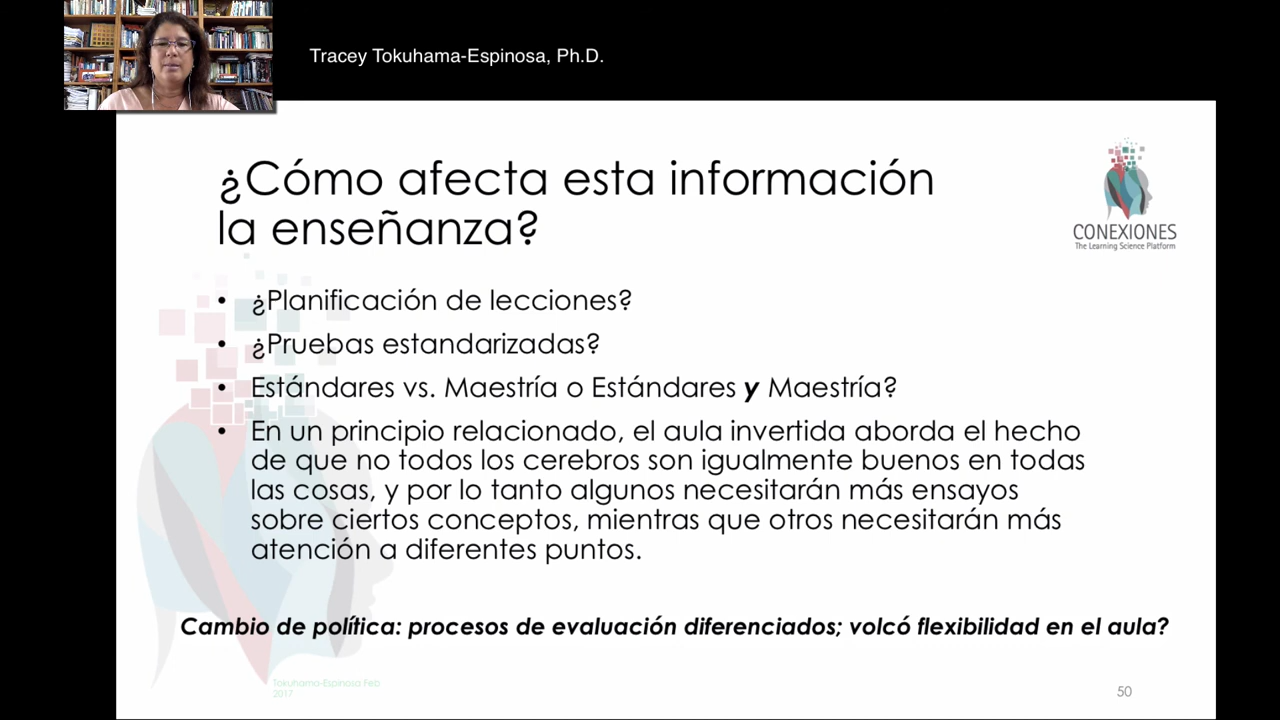 Tracey Tokuhama-Espinosa, Ph.D.
¿Cómo afecta esta información
la enseñanza?
CONEXIONES
The Learning Science Platform
• ¿Planificación de lecciones?
• ¿Pruebas estandarizadas?
• Estándares vs. Maestría o Estándares y Maestría?
• En un principio relacionado, el aula invertida aborda el hecho
de que no todos los cerebros son igualmente buenos en todas
las cosas, y por lo tanto algunos necesitarán más ensayos
sobre ciertos conceptos, mientras que otros necesitarán más
atención a diferentes puntos.
Cambio de política: procesos de evaluación diferenciados; volcó flexibilidad en el aula?
Tokuhama-Espinosa Feb
2017
50